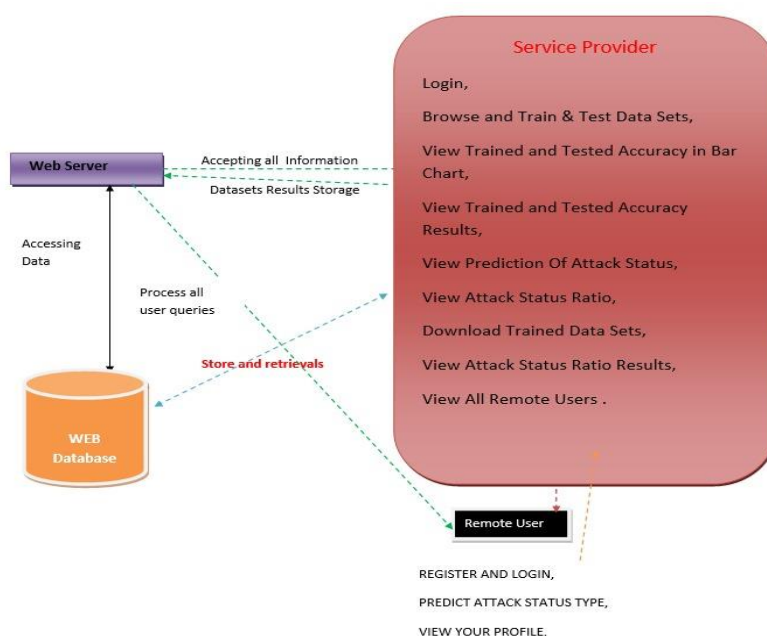 Service Provider
Login,
Browse and Train & Test Data Sets,
View Trained and Tested Accuracy in Bar
Chart,
View Trained and Tested Accuracy
Results,
View Prediction Of Attack Status,
View Attack Status Ratio,
Download Trained Data Sets,
View Attack Status Ratio Results,
View All Remote Users .
Web Server
Accepting all Information
Datasets Results Storage
Accessing
Data
Process all
user queries
Store and retrievals
WEB
Database
Remote User
REGISTER AND LOGIN,
PREDICT ATTACK STATUS TYPE,
VIEW YOUR PROFILE.